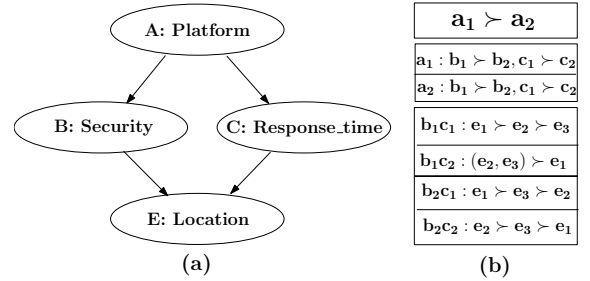 A: Platform
B: Security
C: Response_time
E: Location
(a)
a₁ ≻ a₂
a₁ : b₁ ≻ b₂, c₁ ≻ c₂
a₂ : b₁ ≻ b₂, c₁ ≻ c₂
b₁c₁ : e₁ ≻ e₂ ≻ e₃
b₁c₂ : (e₂, e₃) ≻ e₁
b₂c₁ : e₁ ≻ e₃ ≻ e₂
b₂c₂ : e₂ ≻ e₃ ≻ e₁
(b)